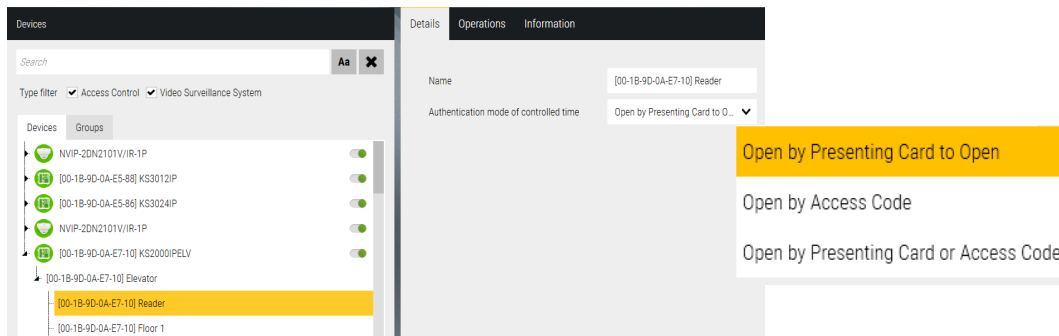 Devices
Search
Aa
Type filter Access Control Video Surveillance System
Devices Groups
NVIP-2DN2101V/IR-1P
[00-1B-9D-0A-E5-88] KS3012IP
[00-1B-9D-0A-E5-86] KS3024IP
NVIP-2DN2101V/IR-1P
[00-1B-9D-0A-E7-10] KS2000IPELV
[00-1B-9D-0A-E7-10] Elevator
[00-1B-9D-0A-E7-10] Reader
[00-1B-9D-0A-E7-10] Floor 1
Details Operations Information
Name [00-1B-9D-0A-E7-10] Reader
Authentication mode of controlled time Open by Presenting Card to O...
Open by Presenting Card to Open
Open by Access Code
Open by Presenting Card or Access Code